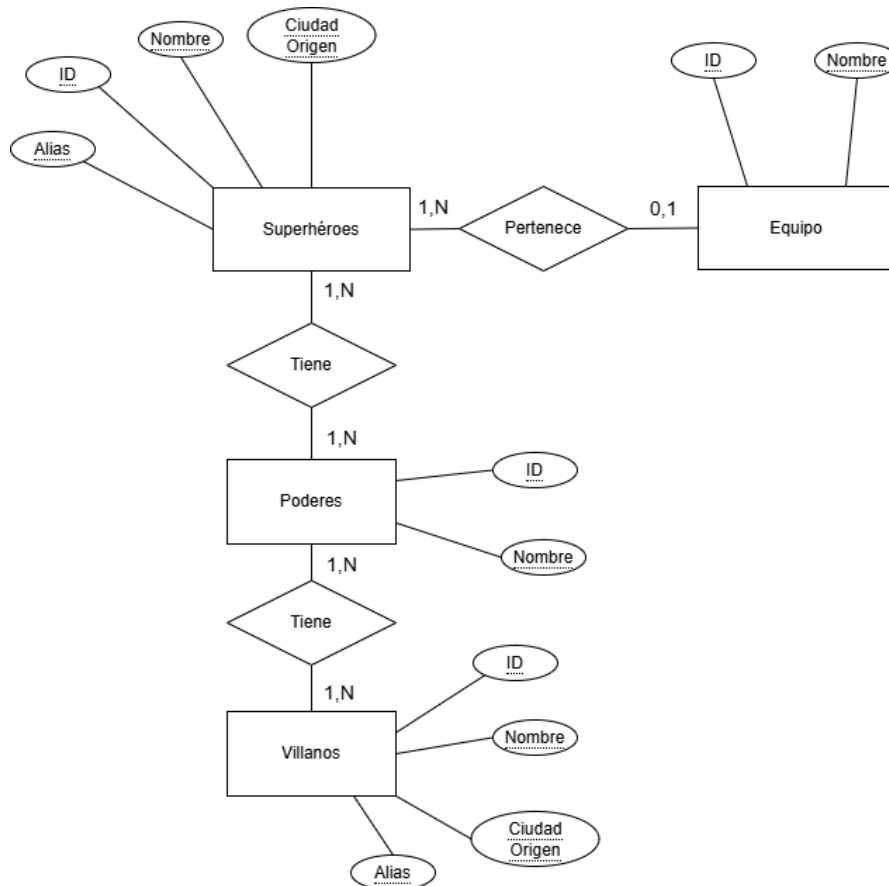 Ciudad
Origen
Nombre
ID
Alias
ID
Nombre
Superhéroes
1,N
Pertenece
0,1
Equipo
1,N
Tiene
1,N
Poderes
ID
Nombre
1,N
Tiene
1,N
Villanos
ID
Nombre
Ciudad
Origen
Alias